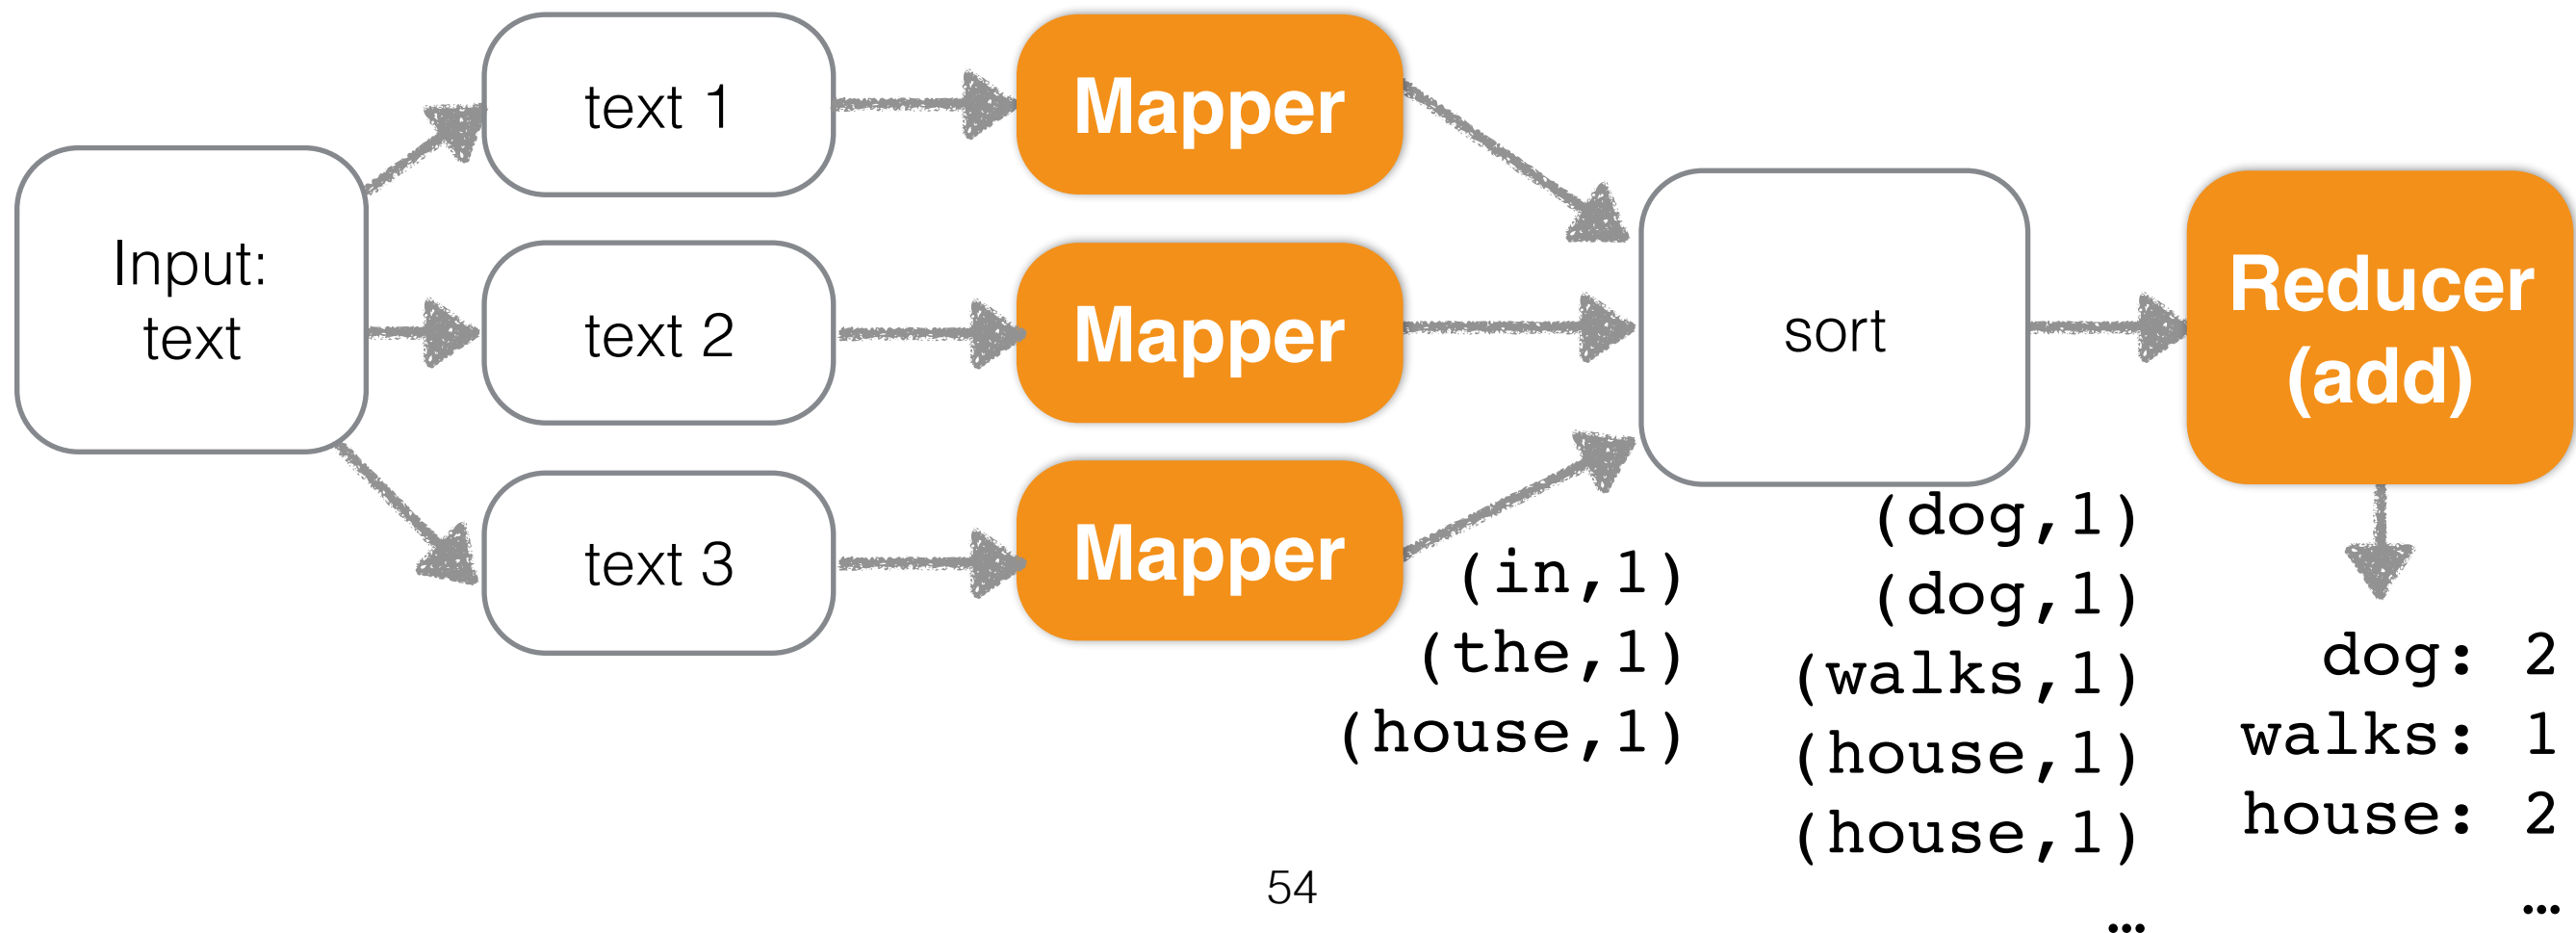 Input:
text
text 1
text 2
text 3
Mapper
Mapper
Mapper
sort
Reducer
(add)
(in,1)
(the,1)
(house,1)
(dog,1)
(dog,1)
(walks,1)
(house,1)
(house,1)
…
dog: 2
walks: 1
house: 2
…
54